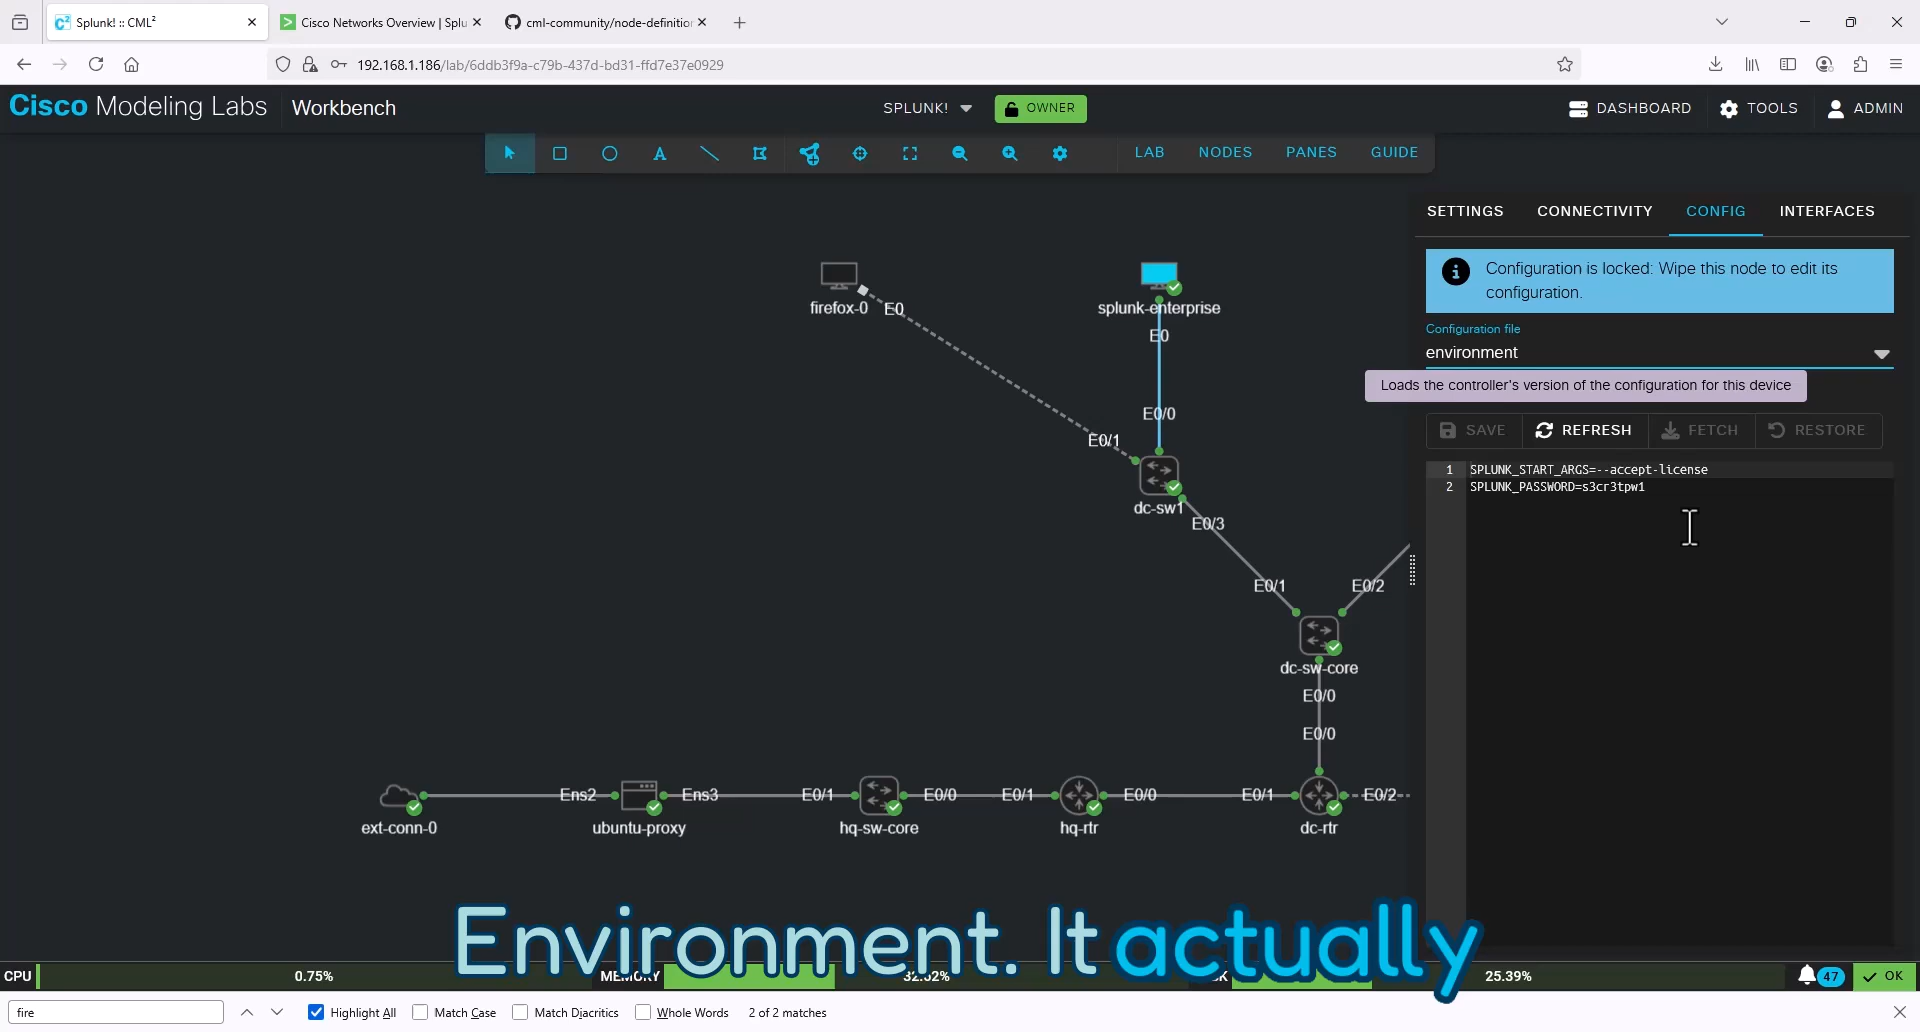 Splunk! :: CML²
Cisco Networks Overview | Splu
cml-community/node-definition
192.168.1.186/lab/6ddb3f9a-c79b-437d-bd31-ffd7e37e0929
Cisco Modeling Labs
Workbench
SPLUNK!
OWNER
DASHBOARD
TOOLS
ADMIN
A
LAB
NODES
PANES
GUIDE
SETTINGS
CONNECTIVITY
CONFIG
INTERFACES
Configuration is locked: Wipe this node to edit its
configuration.
Configuration file
environment
Loads the controller's version of the configuration for this device
SAVE
REFRESH
FETCH
RESTORE
1 SPLUNK_START_ARGS=--accept-license
2 SPLUNK_PASSWORD=s3cr3tpw1
firefox-0
E0
splunk-enterprise
E0
E0/0
E0/1
dc-sw1
E0/3
E0/1
E0/2
dc-sw-core
E0/0
E0/0
ext-conn-0
Ens2
ubuntu-proxy
Ens3
E0/1
hq-sw-core
E0/0
E0/1
hq-rtr
E0/0
E0/1
dc-rtr
E0/2
Environment. It actually
CPU
0.75%
MEMORY
25.39%
47
OK
fire
Highlight All
Match Case
Match Diacritics
Whole Words
2 of 2 matches